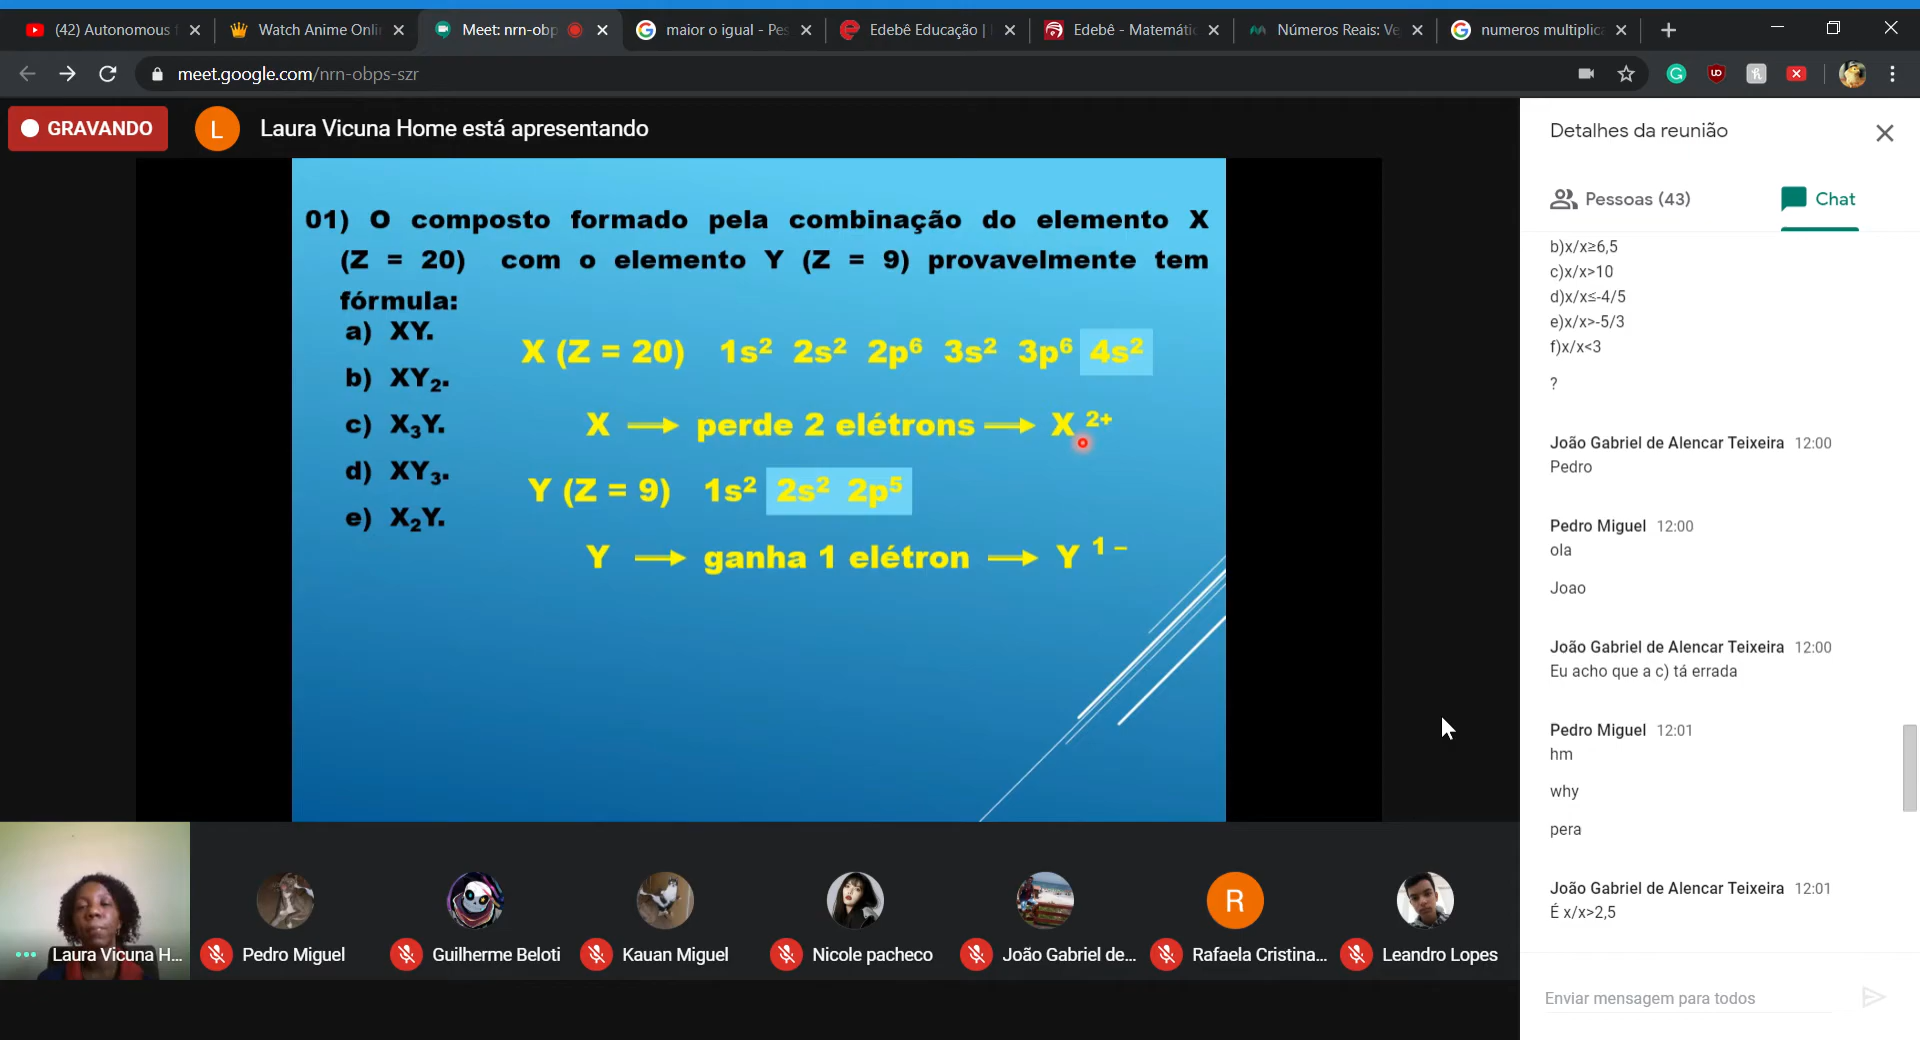 (42) Autonomous
Watch Anime Onli
Meet: nrn-obp
maior o igual - Pes
Edebê Educação |
Edebê - Matemátic
Números Reais: Ve
numeros multiplica
meet.google.com/nrn-obps-szr
GRAVANDO
L
Laura Vicuna Home está apresentando
01) O composto formado pela combinação do elemento X
(Z = 20) com o elemento Y (Z = 9) provavelmente tem
fórmula:
a) XY.
b) XY₂.
c) X₃Y.
d) XY₃.
e) X₂Y.
X (Z = 20) 1s² 2s² 2p⁶ 3s² 3p⁶ 4s²
X → perde 2 elétrons → X ²⁺
Y (Z = 9) 1s² 2s² 2p⁵
Y → ganha 1 elétron → Y ¹⁻
Laura Vicuna H...
Pedro Miguel
Guilherme Beloti
Kauan Miguel
Nicole pacheco
João Gabriel de...
R
Rafaela Cristina...
Leandro Lopes
Detalhes da reunião
Pessoas (43)
Chat
b)x/x≥6,5
c)x/x>10
d)x/x≤-4/5
e)x/x>-5/3
f)x/x<3
?
João Gabriel de Alencar Teixeira 12:00
Pedro
Pedro Miguel 12:00
ola
Joao
João Gabriel de Alencar Teixeira 12:00
Eu acho que a c) tá errada
Pedro Miguel 12:01
hm
why
pera
João Gabriel de Alencar Teixeira 12:01
É x/x>2,5
Enviar mensagem para todos